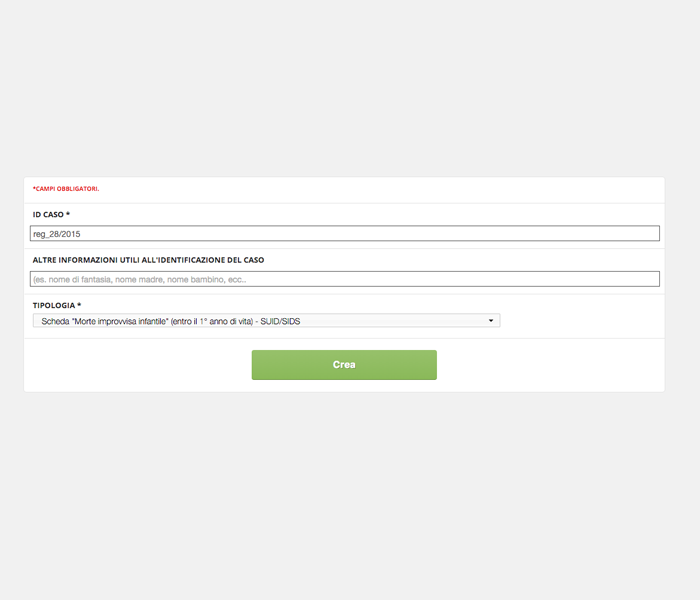 *CAMPI OBBLIGATORI.
ID CASO *
reg_28/2015
ALTRE INFORMAZIONI UTILI ALL'IDENTIFICAZIONE DEL CASO
(es. nome di fantasia, nome madre, nome bambino, ecc..
TIPOLOGIA *
Scheda "Morte improvvisa infantile" (entro il 1° anno di vita) - SUID/SIDS
Crea